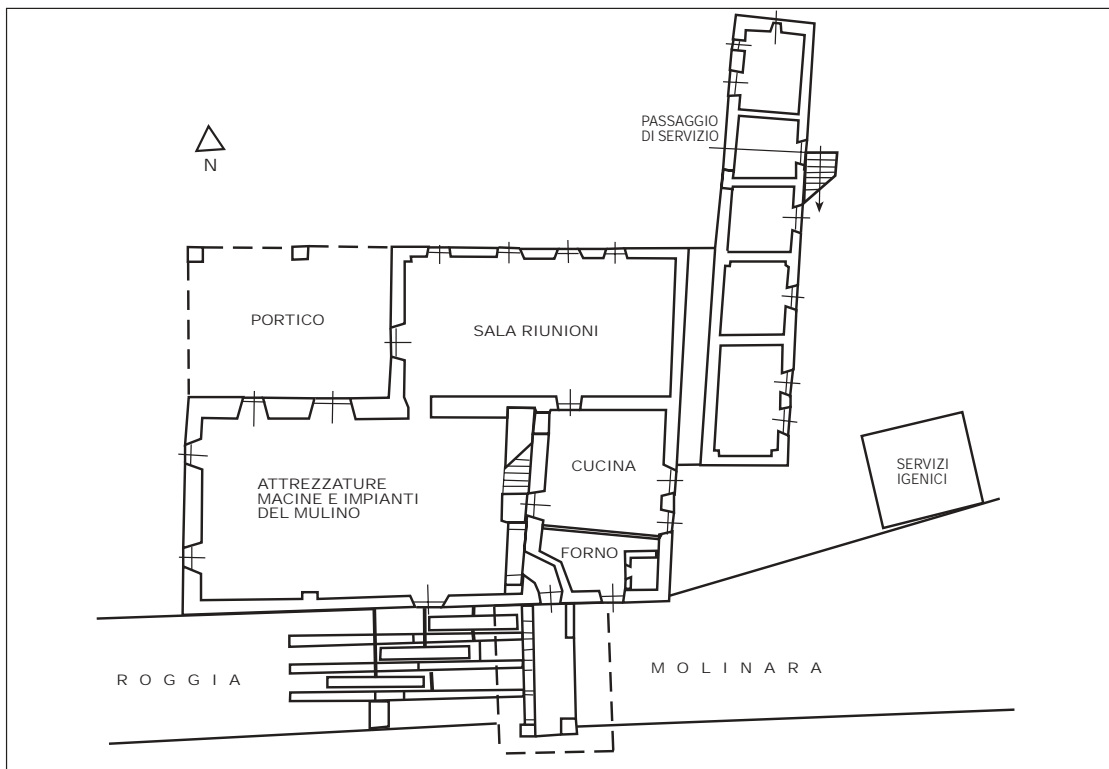 PASSAGGIO
DI SERVIZIO
N
PORTICO
SALA RIUNIONI
CUCINA
SERVIZI
IGENICI
ATTREZZATURE
MACINE E IMPIANTI
DEL MULINO
FORNO
ROGGIA
MOLINARA